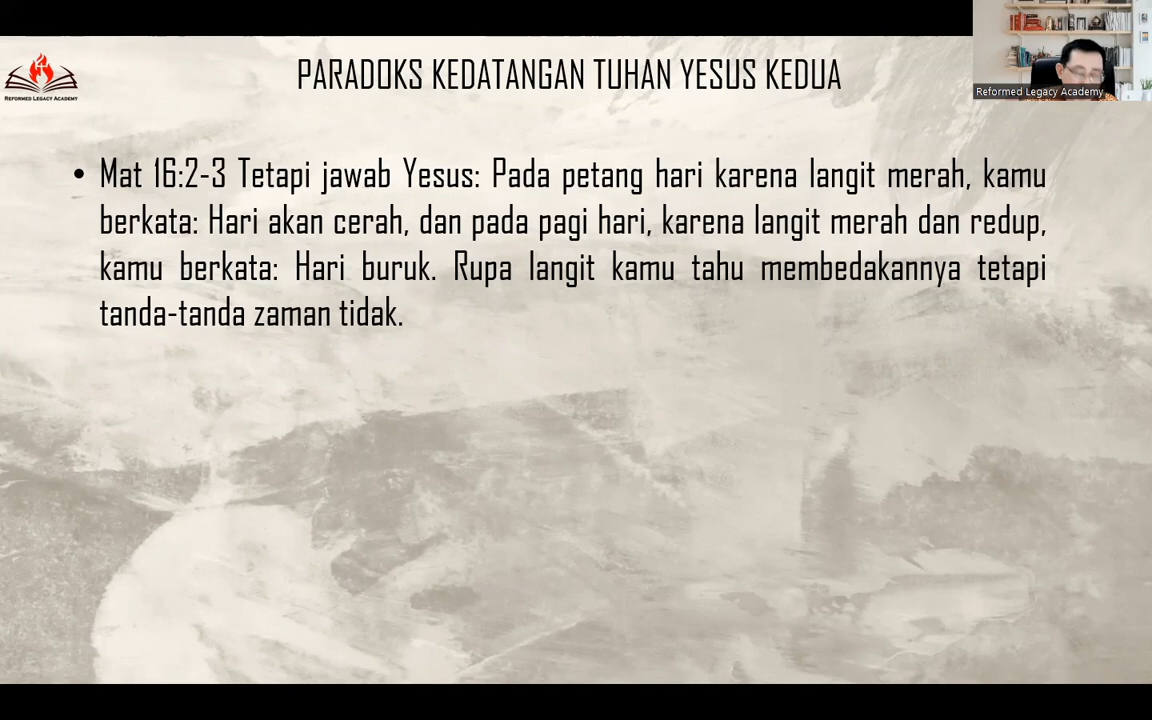 PARADOKS KEDATANGAN TUHAN YESUS KEDUA
REFORMED LEGACY ACADEMY
Reformed Legacy Academy
• Mat 16:2-3 Tetapi jawab Yesus: Pada petang hari karena langit merah, kamu
berkata: Hari akan cerah, dan pada pagi hari, karena langit merah dan redup,
kamu berkata: Hari buruk. Rupa langit kamu tahu membedakannya tetapi
tanda-tanda zaman tidak.